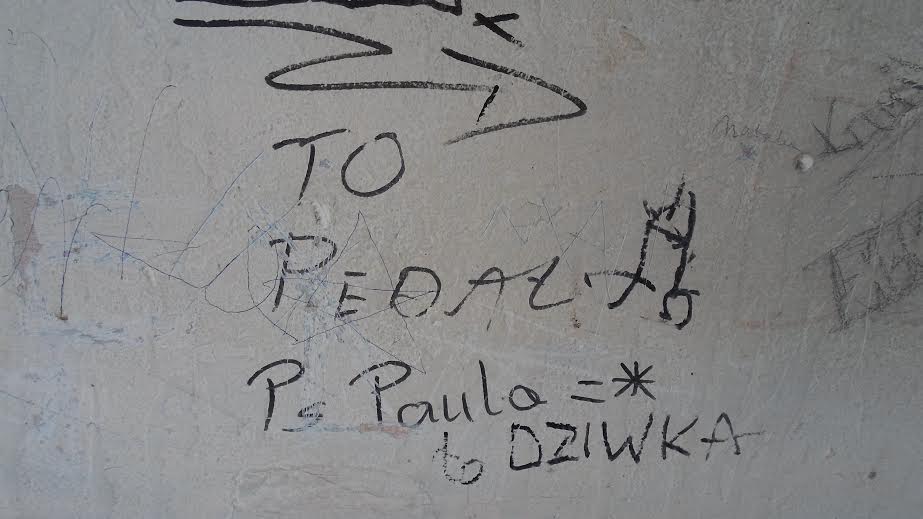 TO
PEDAŁ
Ps Paula =*
to DZIWKA